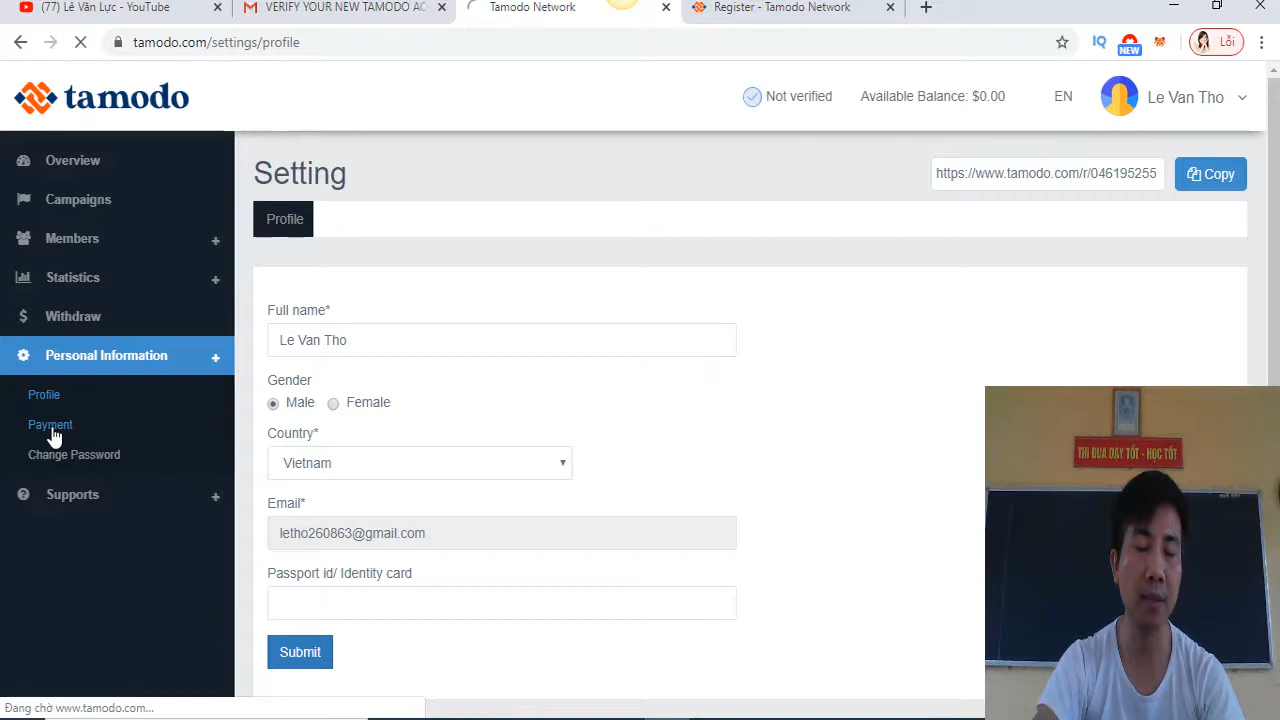 (77) Lê Văn Lực - YouTube
VERIFY YOUR NEW TAMODO AC
Tamodo Network
Register - Tamodo Network
tamodo.com/settings/profile
IQ
NEW
Lỗi
tamodo
Not verified
Available Balance: $0.00
EN
Le Van Tho
Overview
Campaigns
Members
Statistics
Withdraw
Personal Information
Profile
Payment
Change Password
Supports
Setting
https://www.tamodo.com/r/046195255
Copy
Profile
Full name*
Le Van Tho
Gender
Male
Female
Country*
Vietnam
Email*
letho260863@gmail.com
Passport id/ Identity card
Submit
THI ĐUA DẠY TỐT - HỌC TỐT
Đang chờ www.tamodo.com...